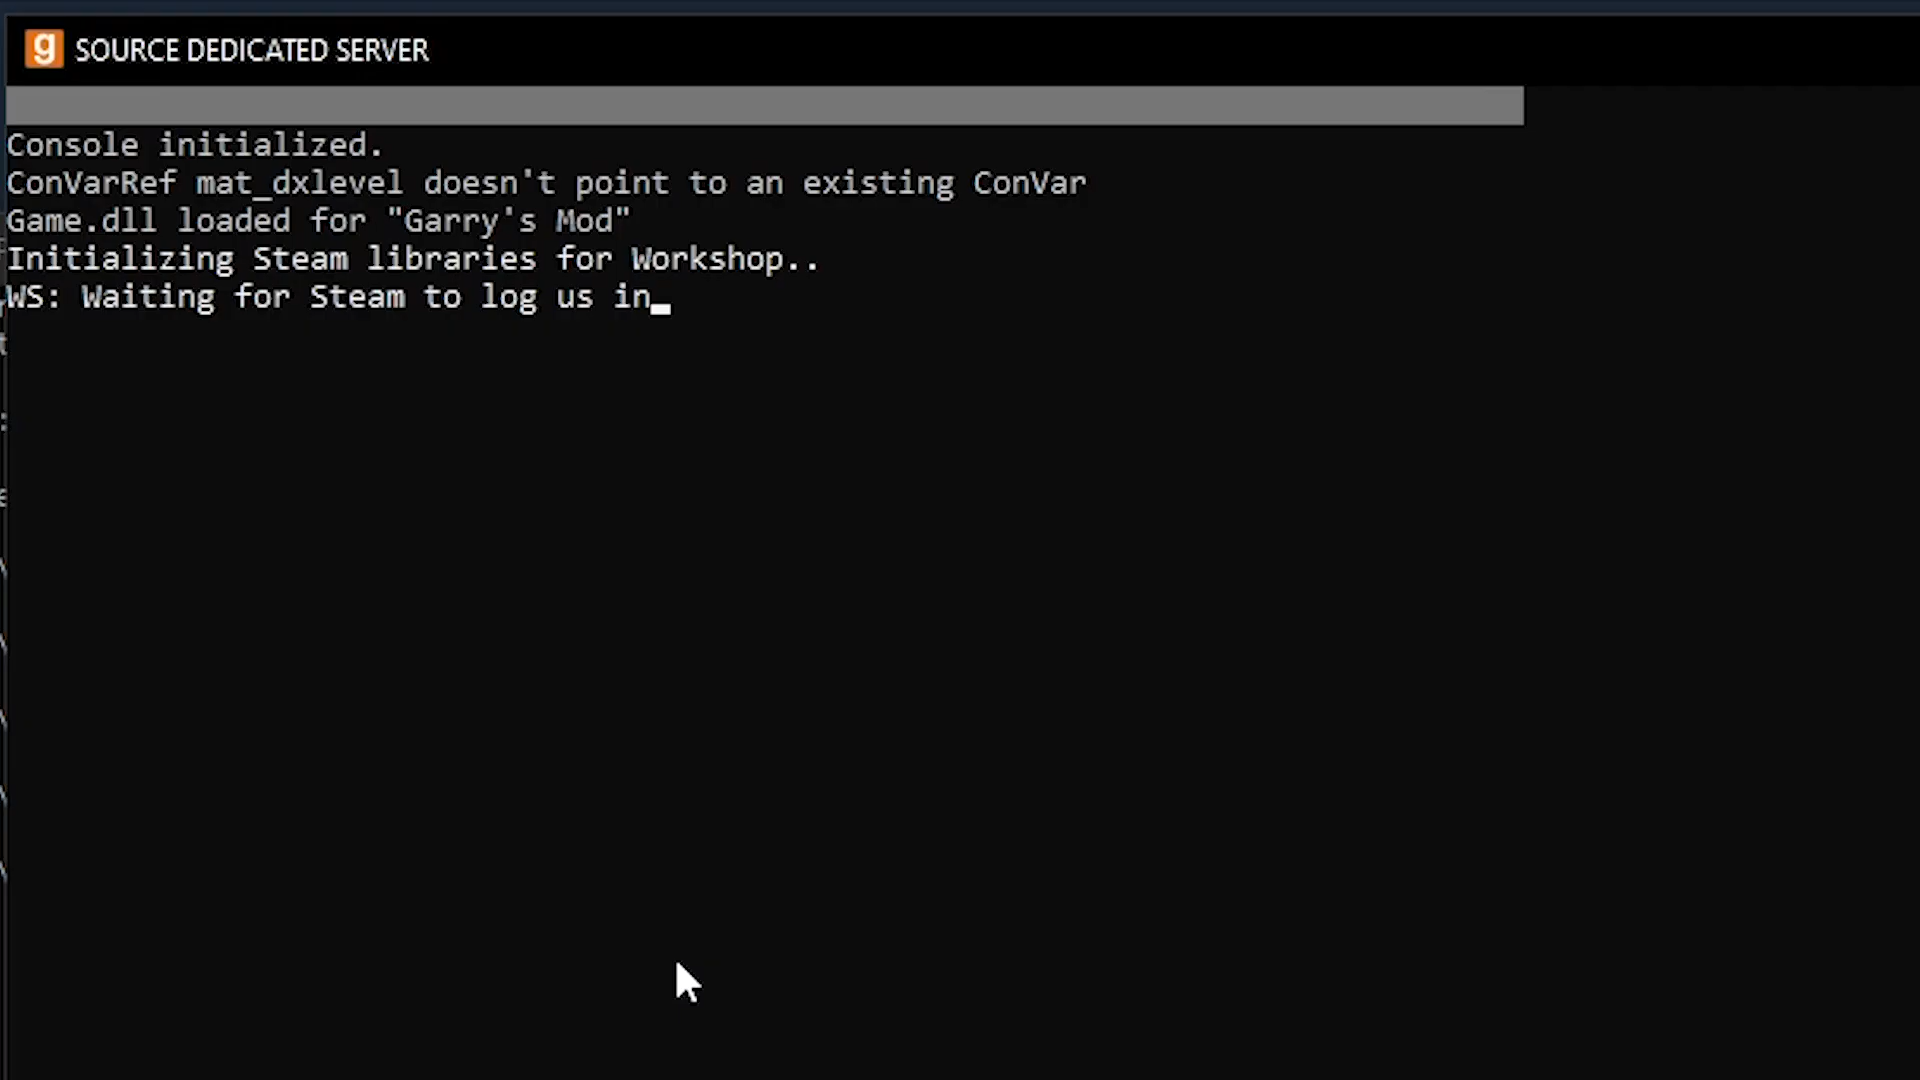 g SOURCE DEDICATED SERVER
Console initialized.
ConVarRef mat_dxlevel doesn't point to an existing ConVar
Game.dll loaded for "Garry's Mod"
Initializing Steam libraries for Workshop..
WS: Waiting for Steam to log us in